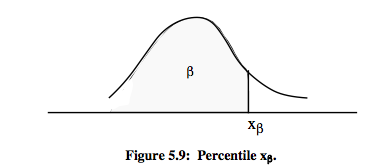 β
xβ
Figure 5.9: Percentile xβ.